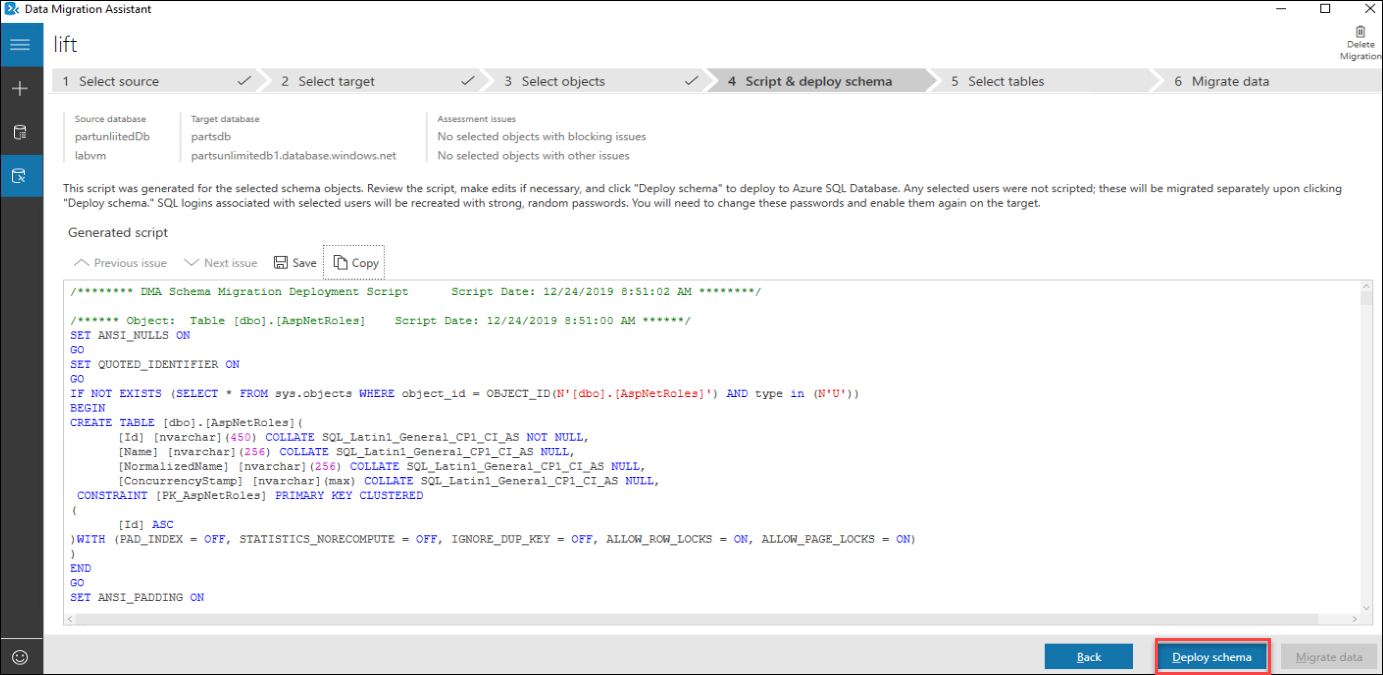 Data Migration Assistant
lift
Delete
Migration
1 Select source
2 Select target
3 Select objects
4 Script & deploy schema
5 Select tables
6 Migrate data
Source database
partunliitedDb
labvm
Target database
partsdb
partsunlimitedb1.database.windows.net
Assessment issues
No selected objects with blocking issues
No selected objects with other issues
This script was generated for the selected schema objects. Review the script, make edits if necessary, and click "Deploy schema" to deploy to Azure SQL Database. Any selected users were not scripted; these will be migrated separately upon clicking
"Deploy schema." SQL logins associated with selected users will be recreated with strong, random passwords. You will need to change these passwords and enable them again on the target.
Generated script
Previous issue Next issue Save Copy
/******** DMA Schema Migration Deployment Script Script Date: 12/24/2019 8:51:02 AM ********/
/****** Object: Table [dbo].[AspNetRoles] Script Date: 12/24/2019 8:51:00 AM ******/
SET ANSI_NULLS ON
GO
SET QUOTED_IDENTIFIER ON
GO
IF NOT EXISTS (SELECT * FROM sys.objects WHERE object_id = OBJECT_ID(N'[dbo].[AspNetRoles]') AND type in (N'U'))
BEGIN
CREATE TABLE [dbo].[AspNetRoles](
[Id] [nvarchar](450) COLLATE SQL_Latin1_General_CP1_CI_AS NOT NULL,
[Name] [nvarchar](256) COLLATE SQL_Latin1_General_CP1_CI_AS NULL,
[NormalizedName] [nvarchar](256) COLLATE SQL_Latin1_General_CP1_CI_AS NULL,
[ConcurrencyStamp] [nvarchar](max) COLLATE SQL_Latin1_General_CP1_CI_AS NULL,
CONSTRAINT [PK_AspNetRoles] PRIMARY KEY CLUSTERED
(
[Id] ASC
)WITH (PAD_INDEX = OFF, STATISTICS_NORECOMPUTE = OFF, IGNORE_DUP_KEY = OFF, ALLOW_ROW_LOCKS = ON, ALLOW_PAGE_LOCKS = ON)
)
END
GO
SET ANSI_PADDING ON
Back
Deploy schema
Migrate data